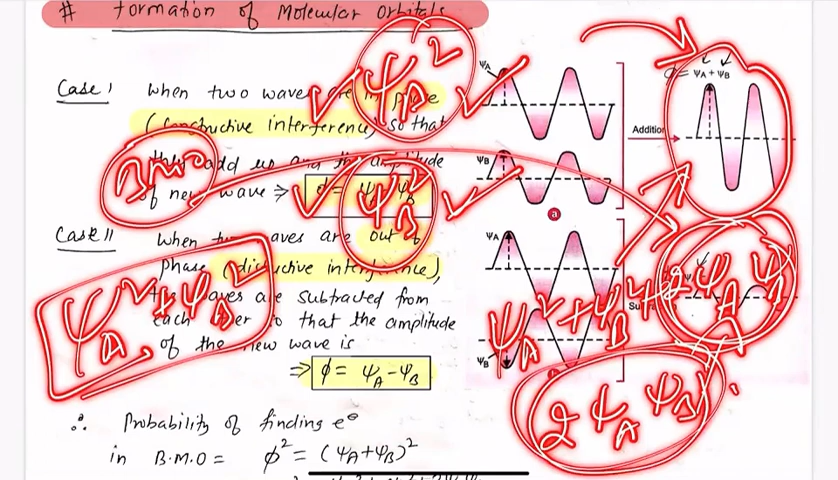 # Formation of Molecular Orbitals
Case I When two waves are in phase
(Constructive interference) so that
they add up and the amplitude
of new wave ⇒ ϕ = ψA + ψB
Case II When two waves are out of
phase (distructive interference),
the waves are subtracted from
each other so that the amplitude
of the new wave is
⇒ ϕ = ψA − ψB
∴ Probability of finding e⊖
in B.M.O = ϕ² = (ψA+ψB)²
ψA
Addition
ψA + ψB
ψB
a
ψA
ψB
ψA²
BMO
ψB²
ψA² + ψB²
ψA² + ψB² + 2ψAψB
2ψAψB